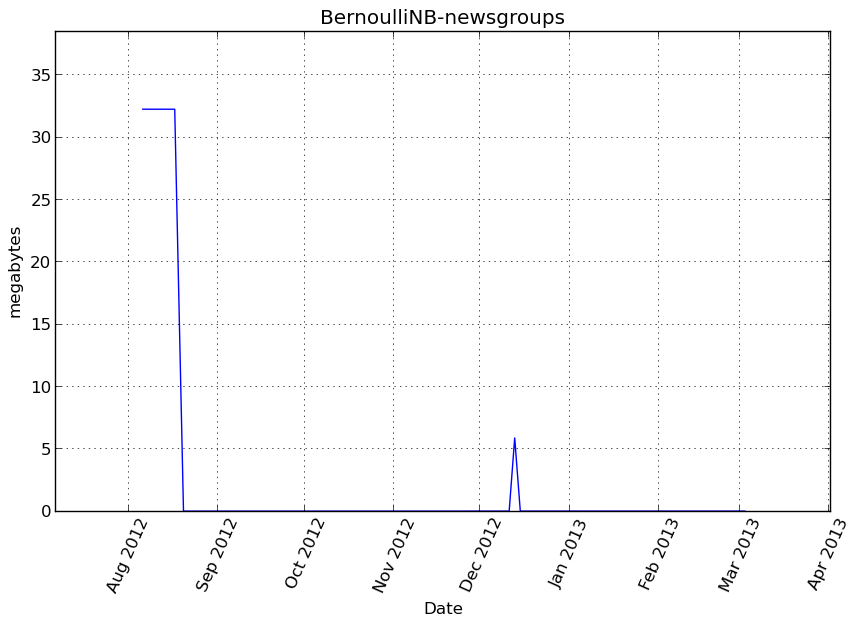 BernoulliNB-newsgroups
35
30
25
20
15
10
5
0
megabytes
Aug 2012
Sep 2012
Oct 2012
Nov 2012
Dec 2012
Jan 2013
Feb 2013
Mar 2013
Apr 2013
Date